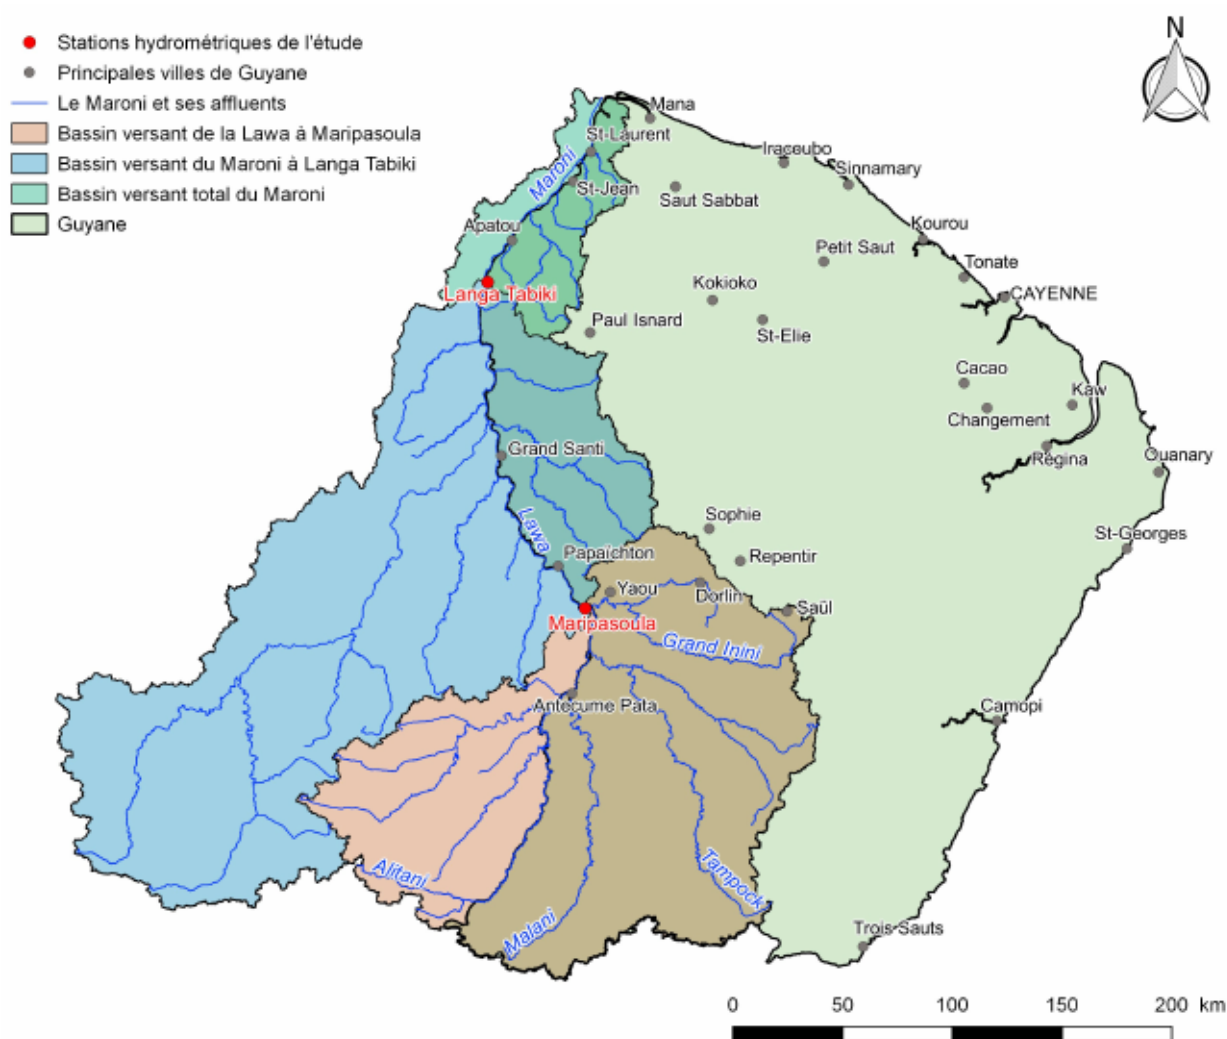 N
Stations hydrométriques de l'étude
Principales villes de Guyane
Le Maroni et ses affluents
Bassin versant de la Lawa à Maripasoula
Bassin versant du Maroni à Langa Tabiki
Bassin versant total du Maroni
Guyane
Mana
St-Laurent
Iracoubo
Maroni
Sinnamary
St-Jean
Saut Sabbat
Apatou
Kourou
Petit Saut
Tonate
Kokioko
Langa Tabiki
CAYENNE
Paul Isnard
St-Elie
Cacao
Kaw
Changement
Grand Santi
Régina
Ouanary
Sophie
Lawa
St-Georges
Papaïchton
Repentir
Yaou
Dorlin
Saül
Maripasoula
Grand Inini
Antécume Pata
Camopi
Alitani
Tampock
Malani
Trois Sauts
0 50 100 150 200 km